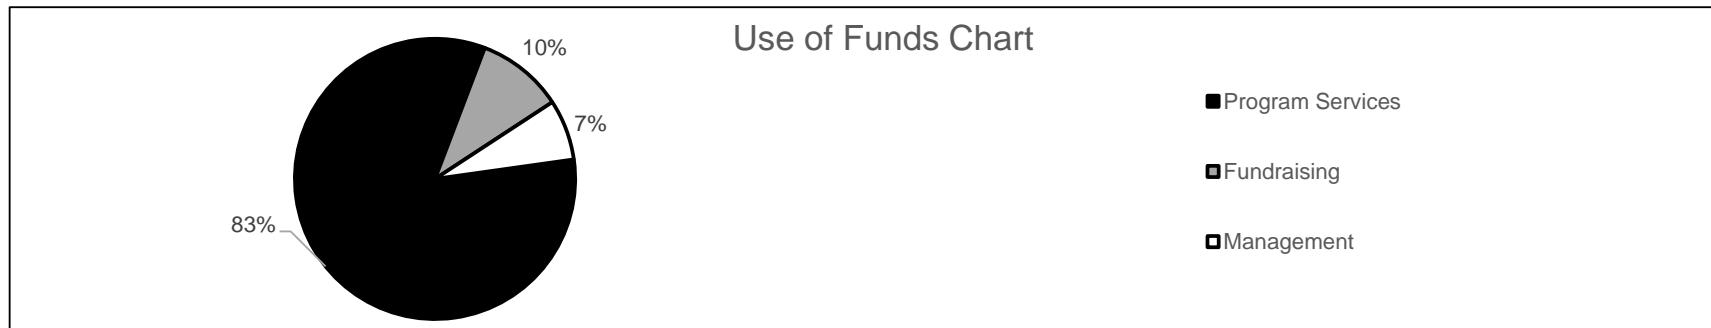 Use of Funds Chart
10%
7%
83%
Program Services
Fundraising
Management